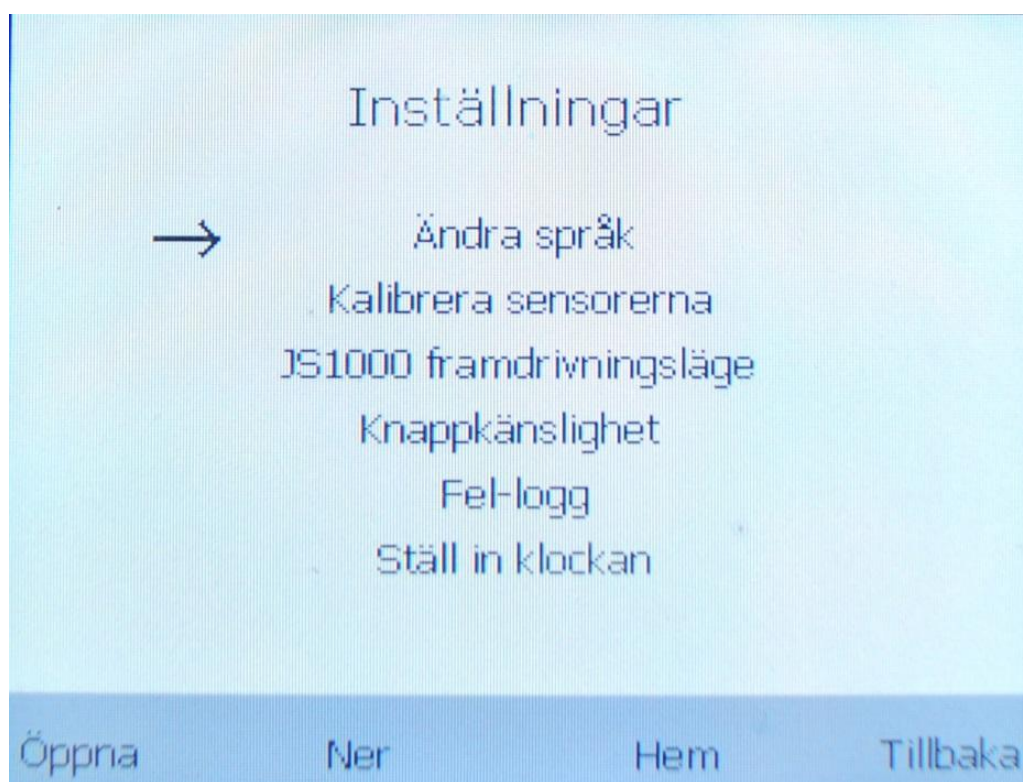 Inställningar
→ Ändra språk
Kalibrera sensorerna
JS1000 framdrivningsläge
Knappkänslighet
Fel-logg
Ställ in klockan
Öppna Ner Hem Tillbaka